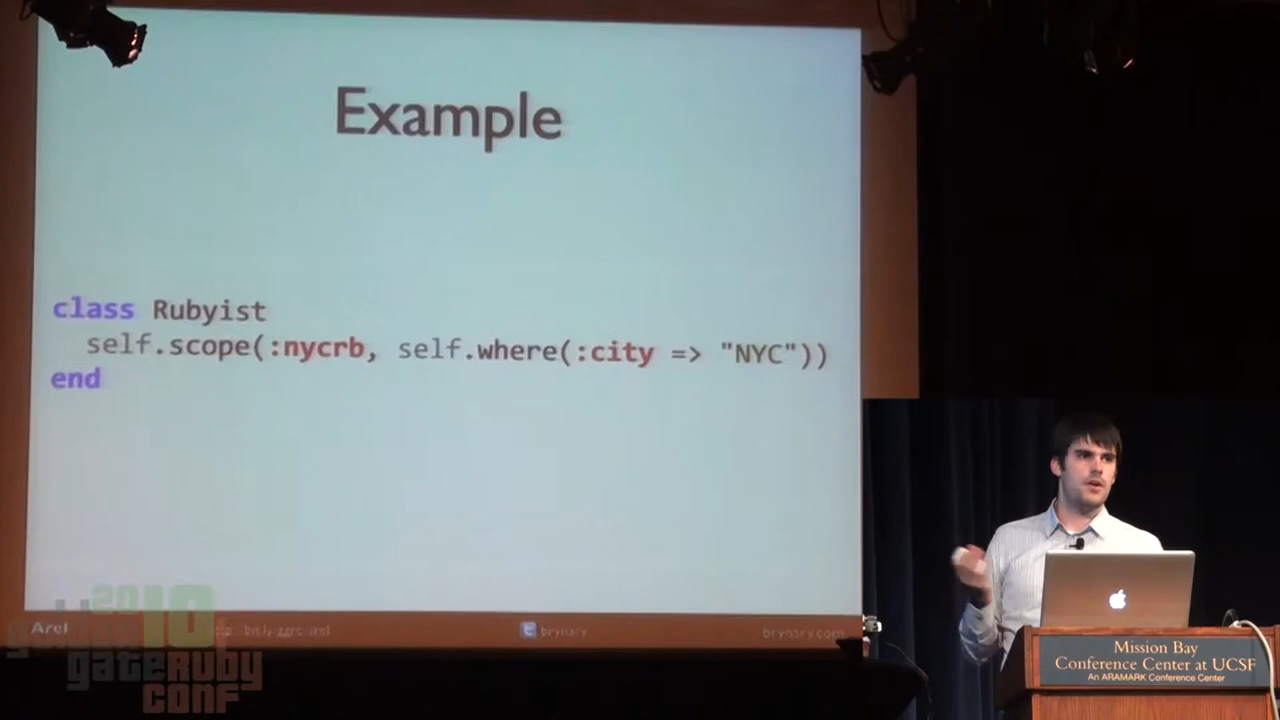 Example
class Rubyist
self.scope(:nycrb, self.where(:city => "NYC"))
end
Arel
brynary
brynary.com
2010
gateRuby
CONF
Mission Bay
Conference Center at UCSF
An ARAMARK Conference Center